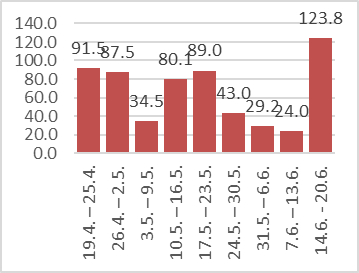 140.0
120.0
100.0
80.0
60.0
40.0
20.0
0.0
91.5
87.5
34.5
80.1
89.0
43.0
29.2
24.0
123.8
19.4. – 25.4.
26.4. – 2.5.
3.5. – 9.5.
10.5. – 16.5.
17.5. – 23.5.
24.5. – 30.5.
31.5. – 6.6.
7.6. – 13.6.
14.6. - 20.6.